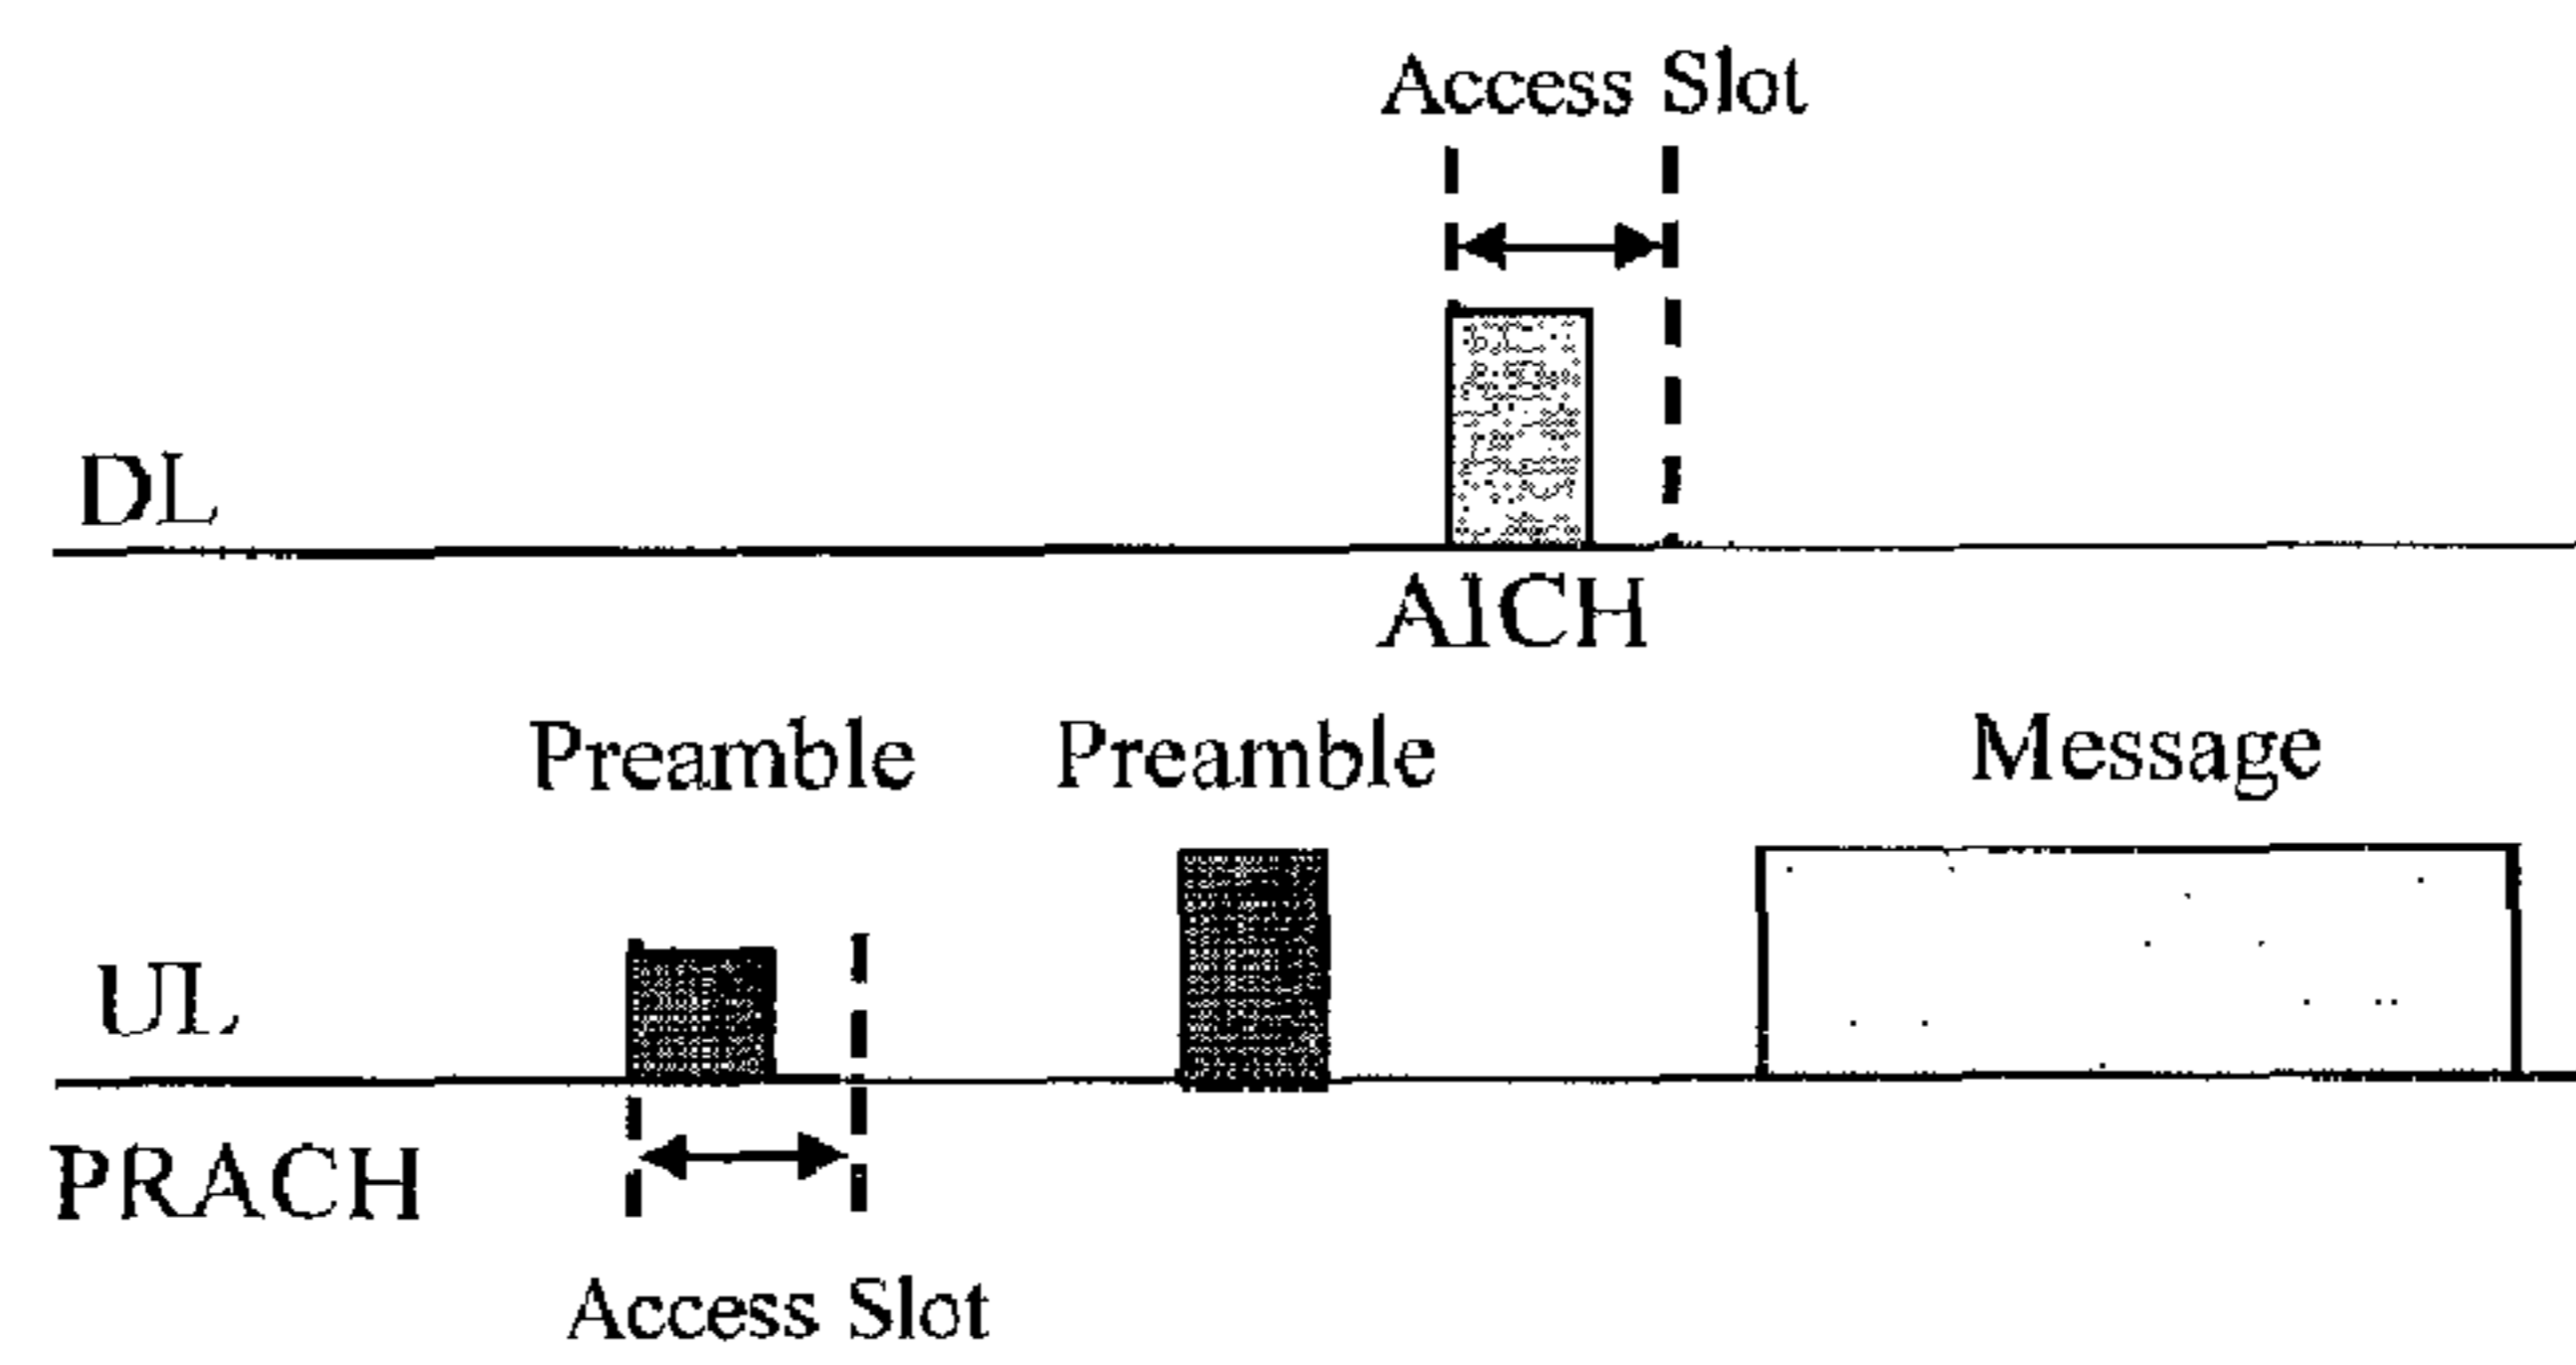 Access Slot
DL
AICH
Preamble Preamble Message
UL
PRACH
Access Slot